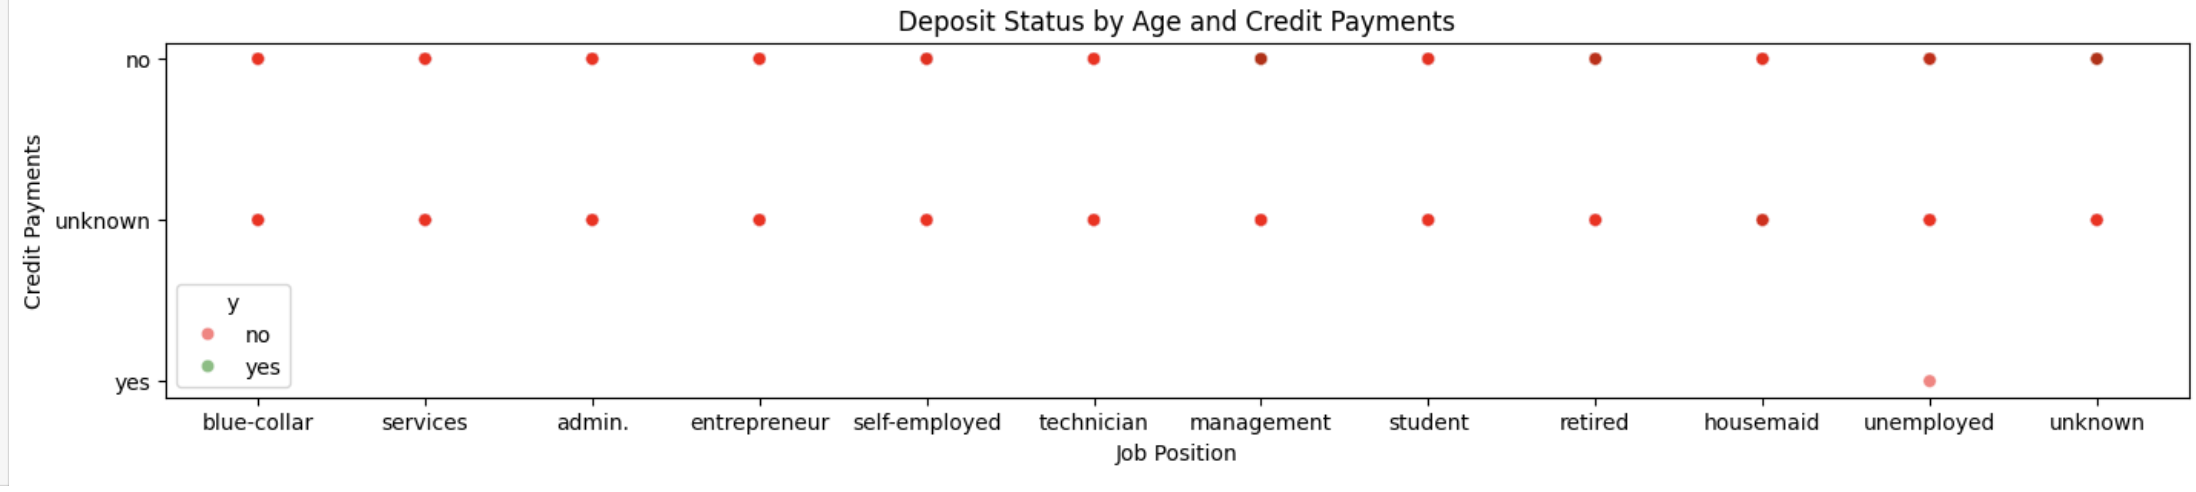 Deposit Status by Age and Credit Payments
Credit Payments
no
unknown
yes
y
no
yes
blue-collar services admin. entrepreneur self-employed technician management student retired housemaid unemployed unknown
Job Position